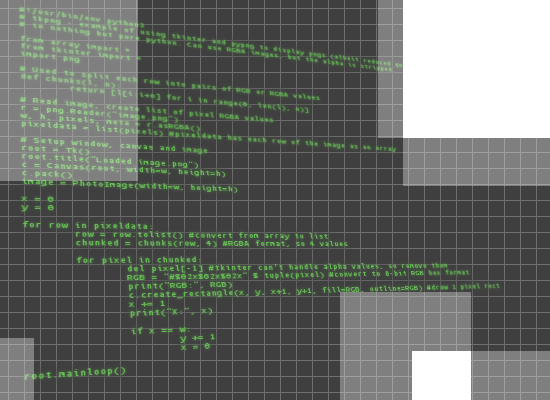 #!/usr/bin/env python3
# tkpng - example of using tkinter and pypng to display pngs (albeit reduced to
# in nothing but pure python. Can use RGBA images, but the alpha is stripped
from array import *
from tkinter import *
import png
# Used to split each row into pairs of RGB or RGBA values
def chunks(l, n):
return [l[i:i+n] for i in range(0, len(l), n)]
# Read image, create list of pixel RGBA values
r = png.Reader("image.png")
w, h, pixels, meta = r.asRGBA()
pixeldata = list(pixels) #pixeldata has each row of the image as an array
# Setup window, canvas and image
root = Tk()
root.title("Loaded image.png")
c = Canvas(root, width=w, height=h)
c.pack()
image = PhotoImage(width=w, height=h)
x = 0
y = 0
for row in pixeldata:
row = row.tolist() #convert from array to list
chunked = chunks(row, 4) #RGBA format, so 4 values
for pixel in chunked:
del pixel[-1] #tkinter can't handle alpha values, so remove them
RGB = "#%02x%02x%02x" % tuple(pixel) #convert to 8-bit RGB hex format
print("RGB:", RGB)
c.create_rectangle(x, y, x+1, y+1, fill=RGB, outline=RGB) #draw 1 pixel rect
x += 1
print("X:", x)
if x == w:
y += 1
x = 0
root.mainloop()